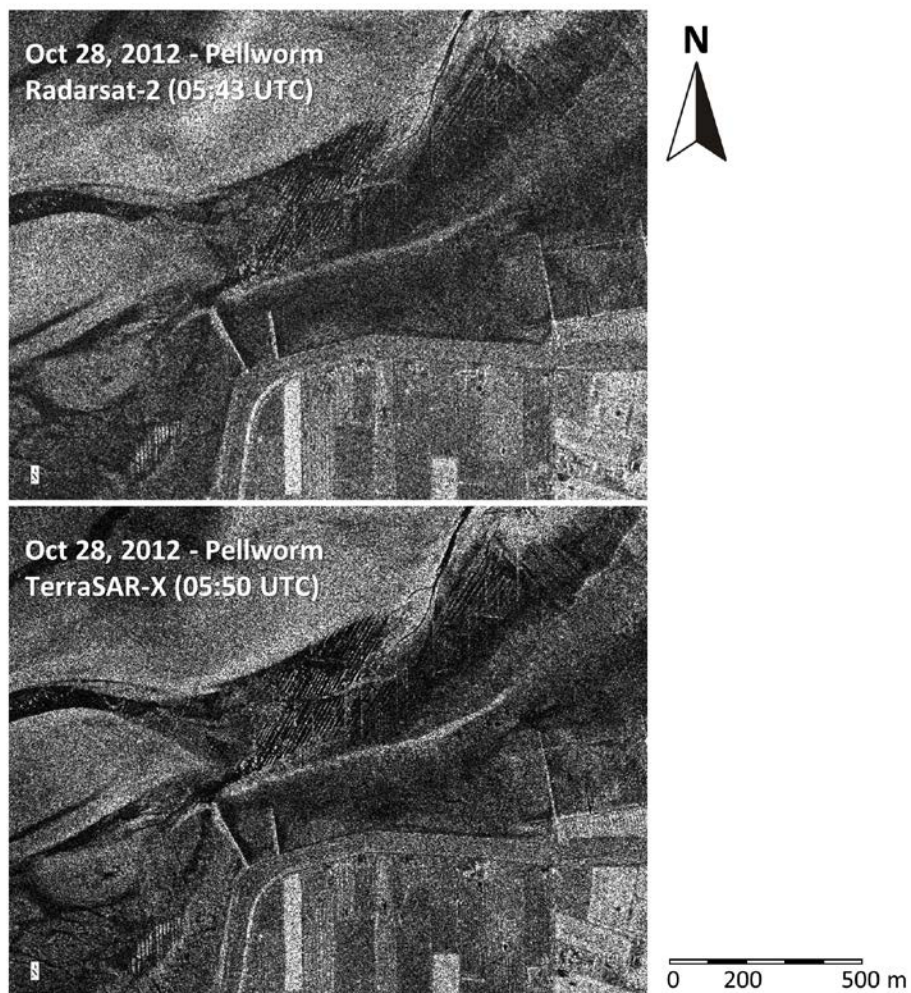 Oct 28, 2012 - Pellworm
Radarsat-2 (05:43 UTC)
N
Oct 28, 2012 - Pellworm
TerraSAR-X (05:50 UTC)
0 200 500 m